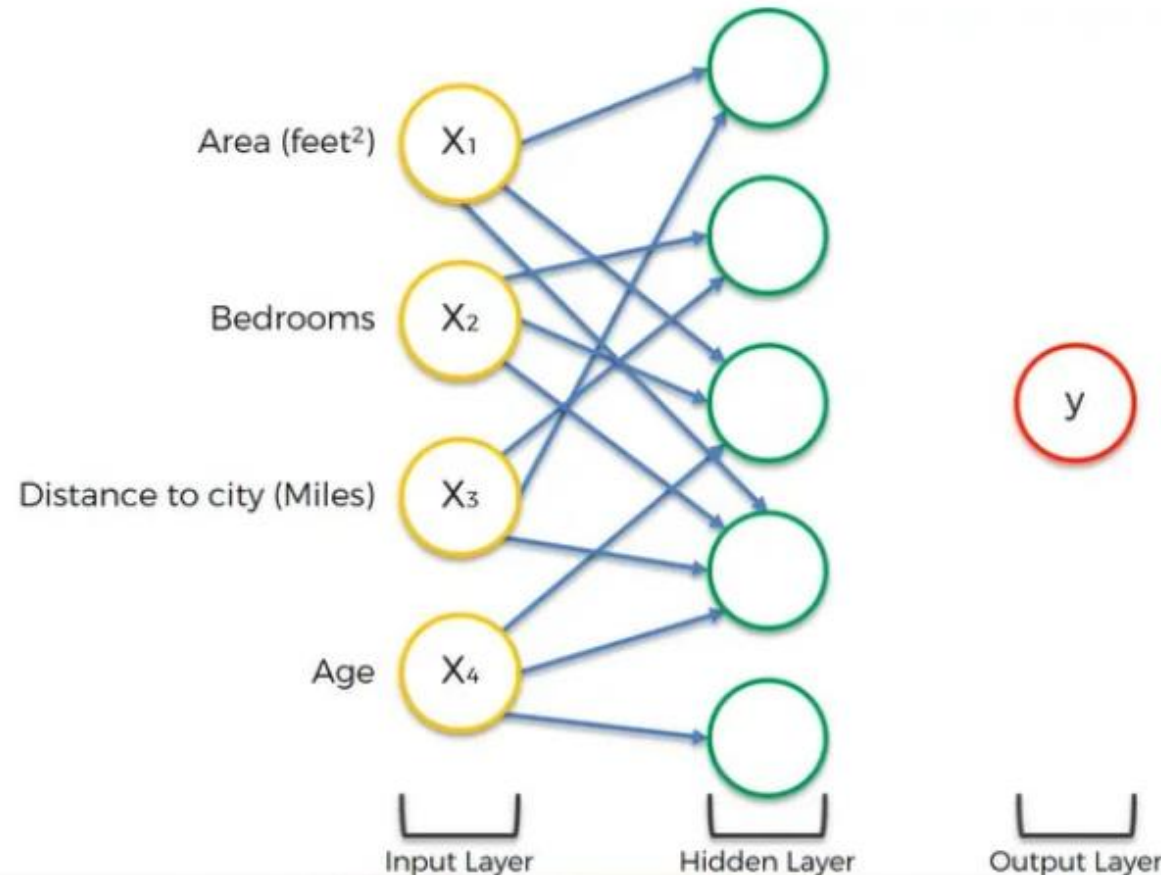 Area (feet²) X₁
Bedrooms X₂
Distance to city (Miles) X₃
Age X₄
y
Input Layer Hidden Layer Output Layer